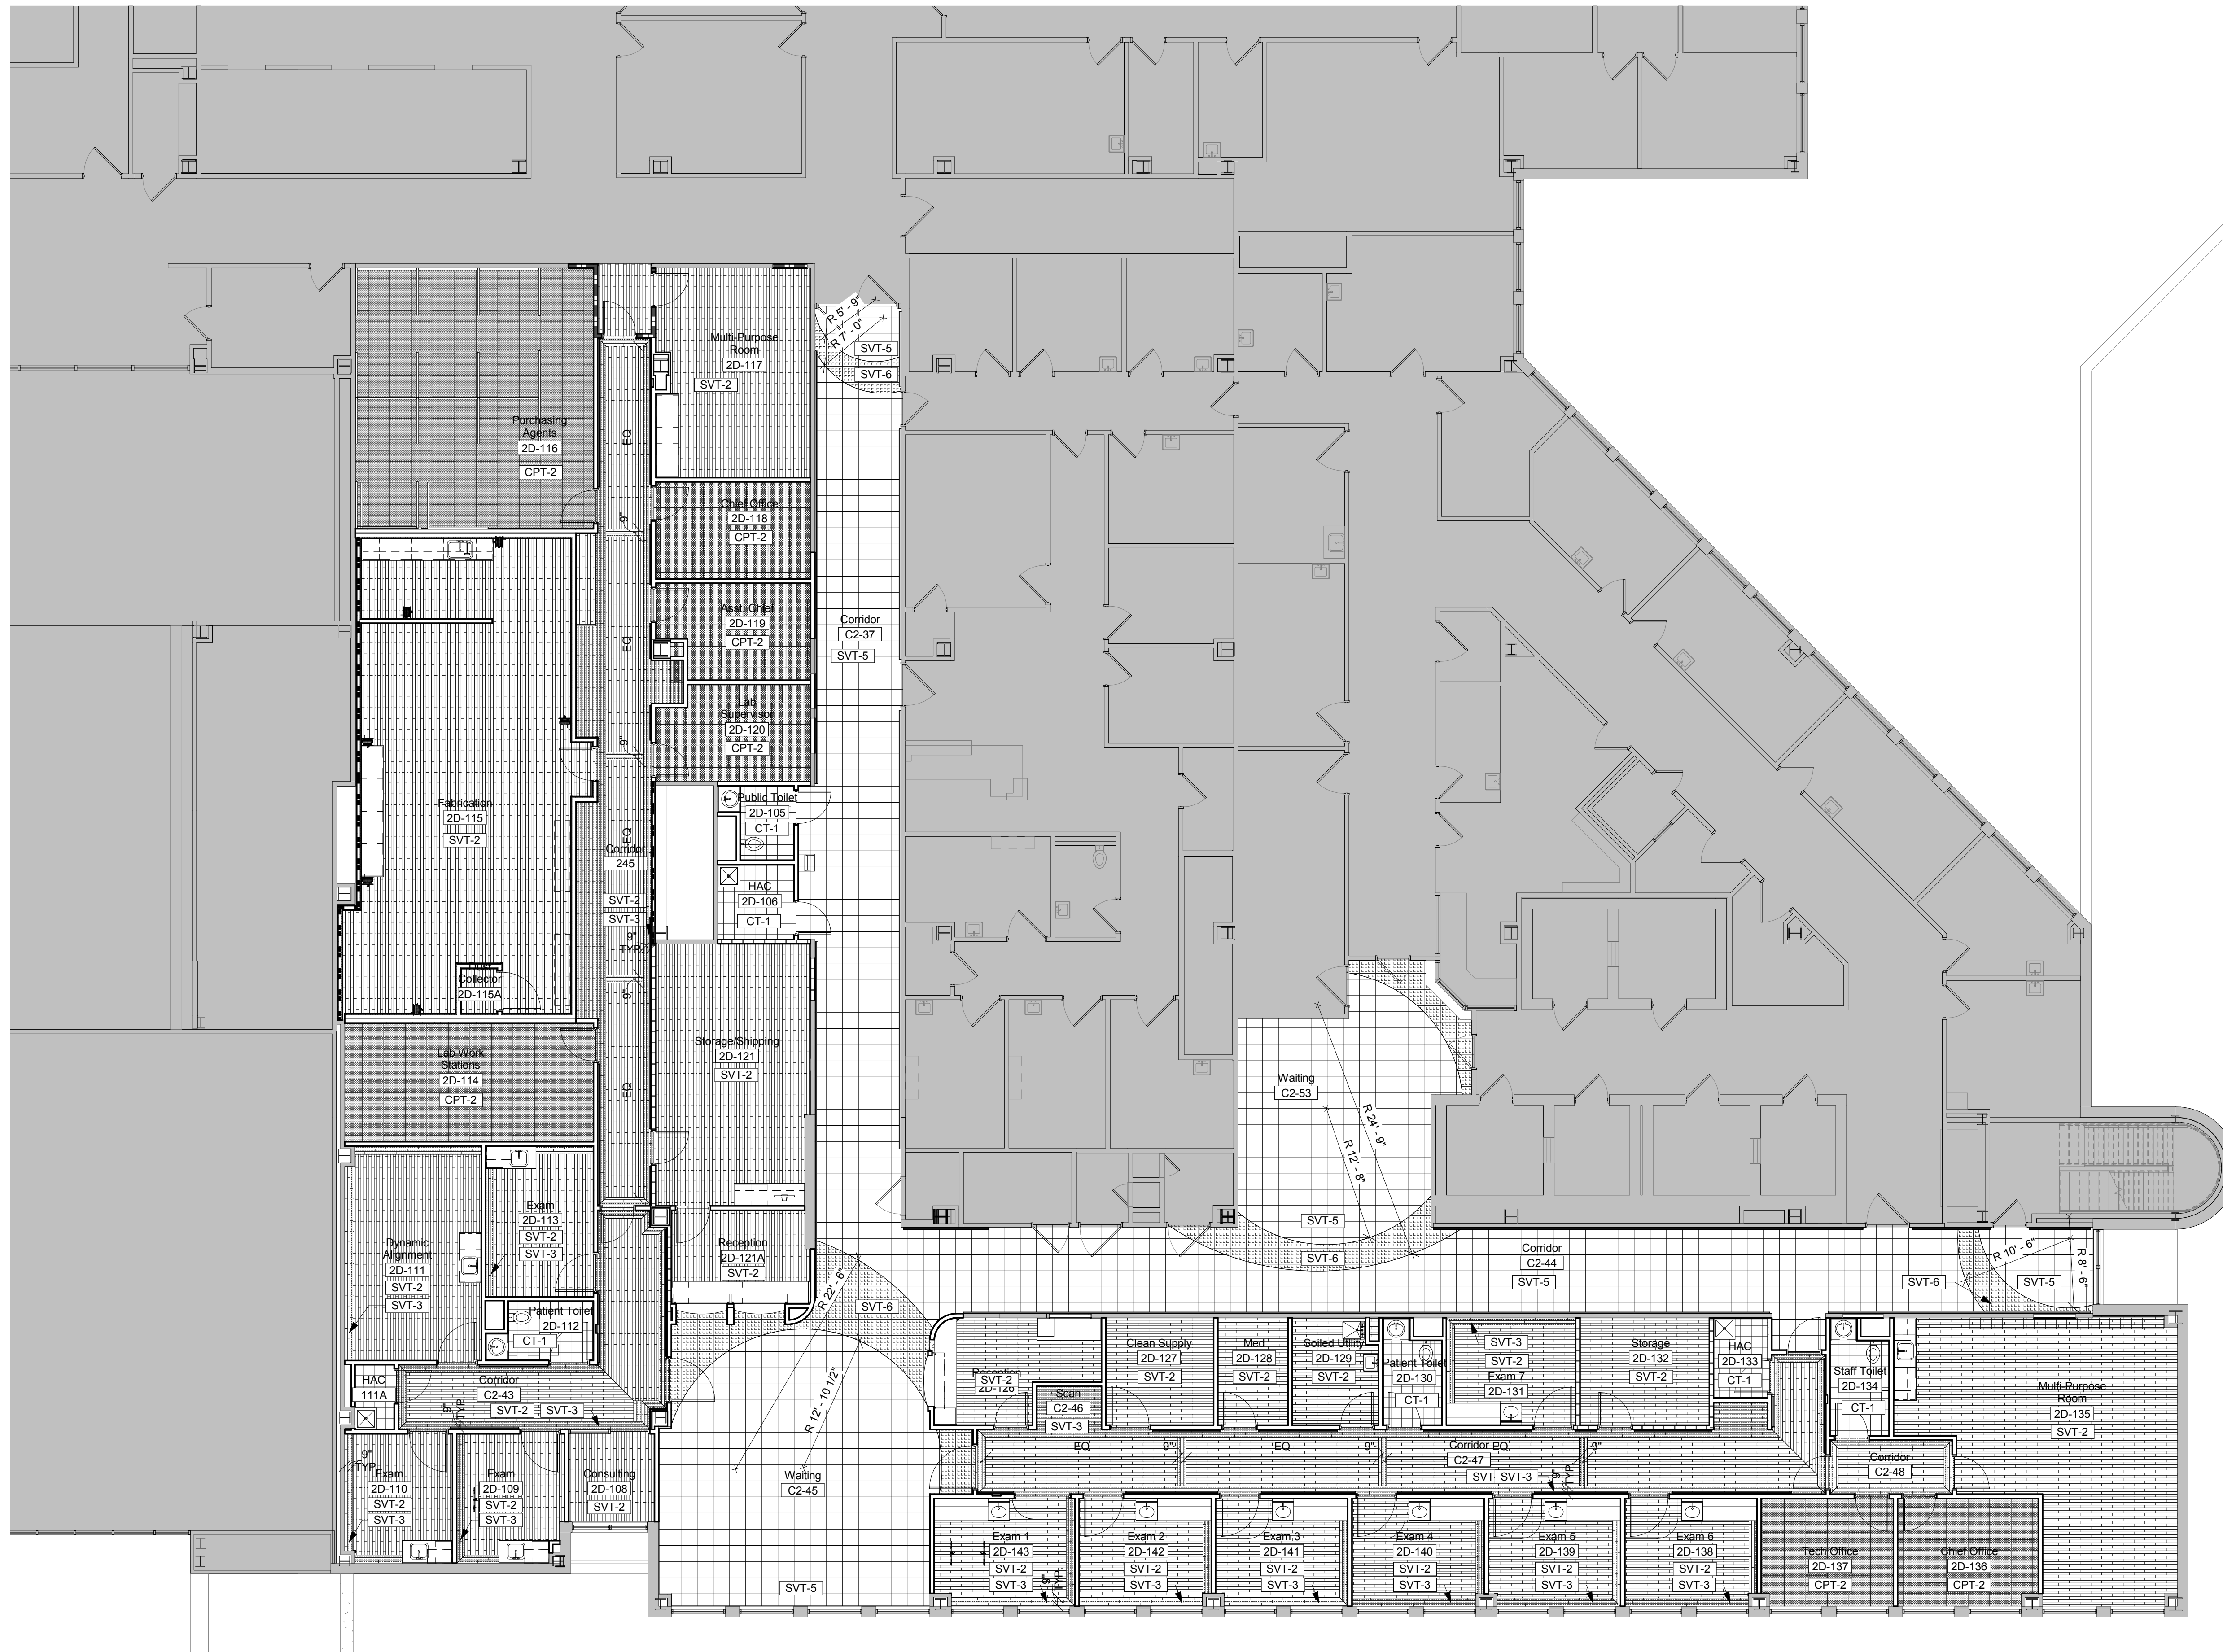 R 5' - 9"
R 7' - 0"
SVT-5
SVT-6
Multi-Purpose
Room
2D-117
SVT-2
Purchasing
Agents
2D-116
CPT-2
EQ
Chief Office
2D-118
CPT-2
9"
Asst. Chief
2D-119
CPT-2
EQ
Corridor
C2-37
SVT-5
Lab
Supervisor
2D-120
CPT-2
9"
Public Toilet
2D-105
CT-1
Fabrication
2D-115
SVT-2
EQ
Corridor
245
SVT-2
SVT-3
9"
TYP.
HAC
2D-106
CT-1
Collector
2D-115A
9"
Lab Work
Stations
2D-114
CPT-2
EQ
Storage/Shipping
2D-121
SVT-2
Waiting
C2-53
R 24' - 9"
R 12' - 8"
SVT-5
SVT-6
Exam
2D-113
SVT-2
SVT-3
Dynamic
Alignment
2D-111
SVT-2
SVT-3
Reception
2D-121A
SVT-2
R 22' - 6"
SVT-6
R 12' - 10 1/2"
Corridor
C2-44
SVT-5
R 10' - 6"
R 8' - 6"
SVT-6
SVT-5
Patient Toilet
2D-112
CT-1
HAC
111A
Corridor
C2-43
SVT-2
SVT-3
9"
TYP.
9"
TYP.
Exam
2D-110
SVT-2
SVT-3
Exam
2D-109
SVT-2
SVT-3
Consulting
2D-108
SVT-2
Waiting
C2-45
SVT-5
Reception
SVT-2
2D-126
Scan
C2-46
SVT-3
Clean Supply
2D-127
SVT-2
Med
2D-128
SVT-2
Soiled Utility
2D-129
SVT-2
Patient Toilet
2D-130
CT-1
SVT-3
SVT-2
Exam 7
2D-131
Storage
2D-132
SVT-2
HAC
2D-133
CT-1
Staff Toilet
2D-134
CT-1
Multi-Purpose
Room
2D-135
SVT-2
EQ
9"
EQ
9"
Corridor
EQ
9"
C2-47
SVT
SVT-3
9"
TYP.
Corridor
C2-48
Exam 1
2D-143
SVT-2
SVT-3
9"
TYP.
Exam 2
2D-142
SVT-2
SVT-3
Exam 3
2D-141
SVT-2
SVT-3
Exam 4
2D-140
SVT-2
SVT-3
Exam 5
2D-139
SVT-2
SVT-3
Exam 6
2D-138
SVT-2
SVT-3
Tech Office
2D-137
CPT-2
Chief Office
2D-136
CPT-2